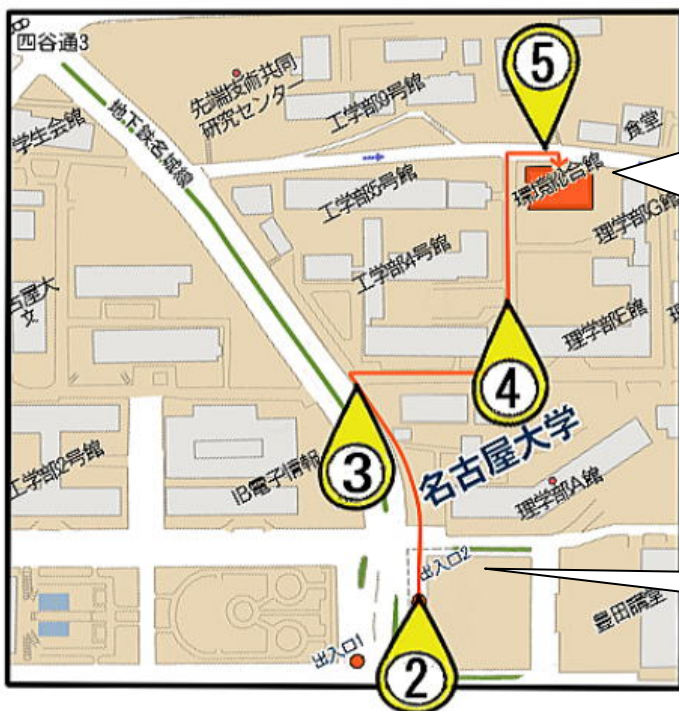 四谷通3
先端技術共同
研究センター
工学部9号館
5
食堂
学生会館
地下鉄名城線
工学部5号館
環境総合館
理学部G館
工学部4号館
理学部E館
古屋大
文
4
3
名古屋大学
工学部2号館
IB電子情報
理学部A館
出入口2
豊田講堂
出入口1
2